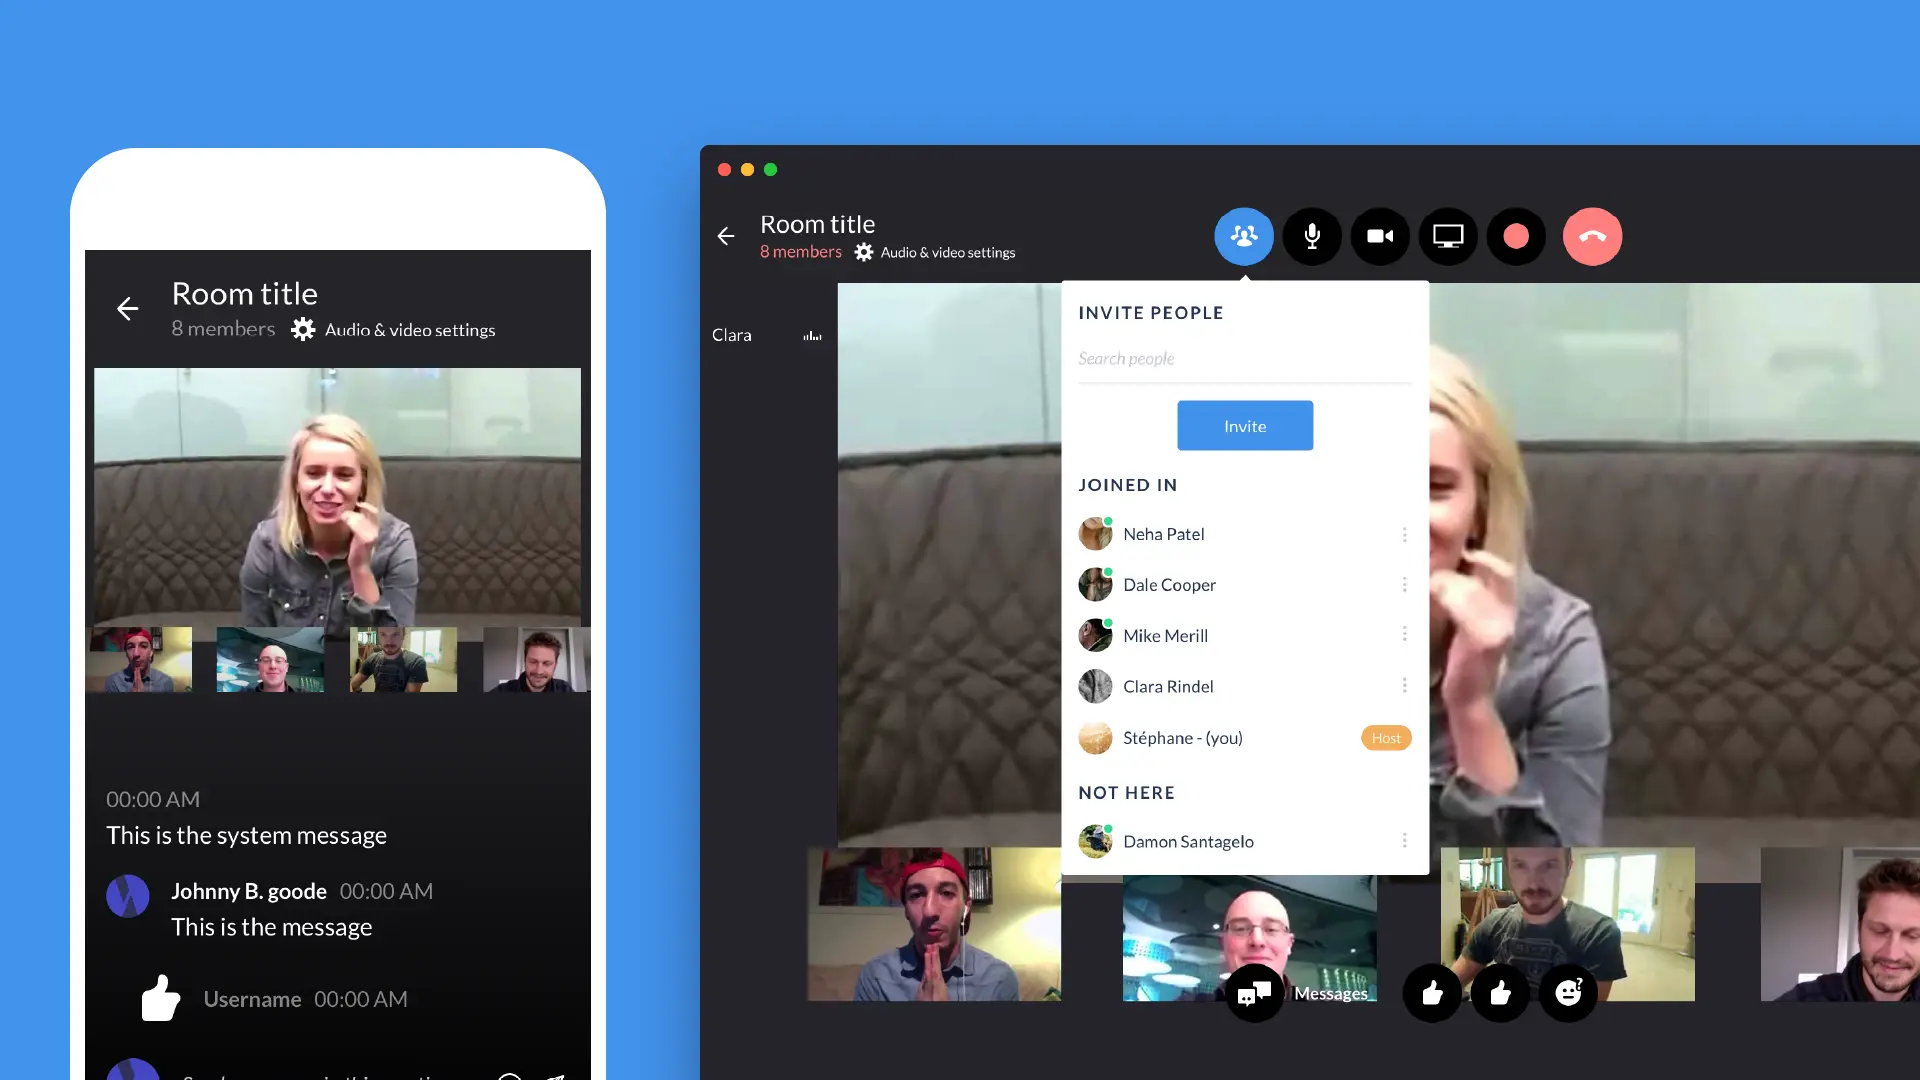 Room title
8 members Audio & video settings
00:00 AM
This is the system message
Johnny B. goode 00:00 AM
This is the message
Username 00:00 AM
Room title
8 members Audio & video settings
Clara
INVITE PEOPLE
Search people
Invite
JOINED IN
Neha Patel
Dale Cooper
Mike Merill
Clara Rindel
Stéphane - (you) Host
NOT HERE
Damon Santagelo
Messages